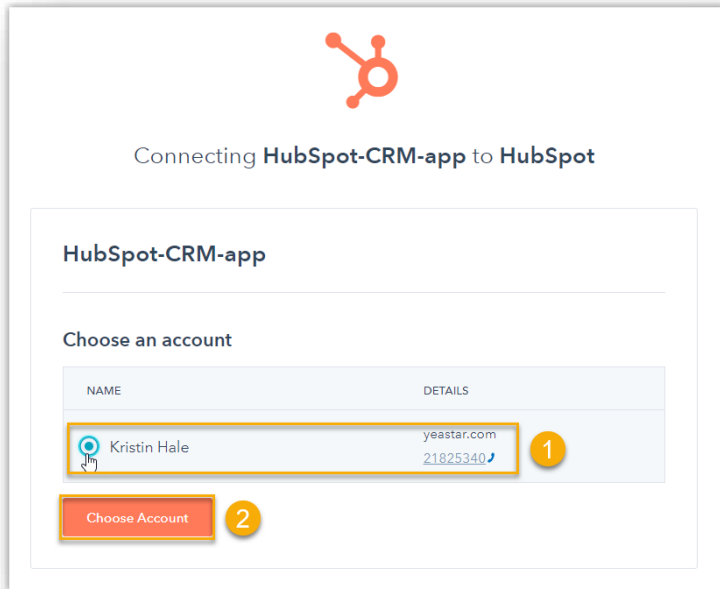 Connecting HubSpot-CRM-app to HubSpot
HubSpot-CRM-app
Choose an account
NAME DETAILS
Kristin Hale yeastar.com
21825340
1
Choose Account
2